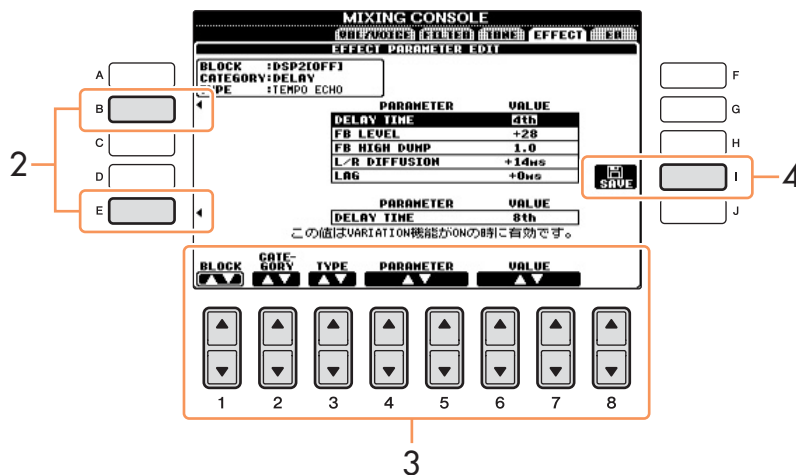 MIXING CONSOLE
VOL/VOICE FILTER TUNE EFFECT EQ
EFFECT PARAMETER EDIT
BLOCK :DSP2[OFF]
CATEGORY:DELAY
TYPE :TEMPO ECHO
PARAMETER VALUE
DELAY TIME 4th
FB LEVEL +28
FB HIGH DUMP 1.0
L/R DIFFUSION +14ms
LAG +0ms
SAVE
PARAMETER VALUE
DELAY TIME 8th
この値はVARIATION機能がONの時に有効です。
BLOCK CATE-GORY TYPE PARAMETER VALUE
A
B
C
D
E
F
G
H
I
J
2
4
1 2 3 4 5 6 7 8
3